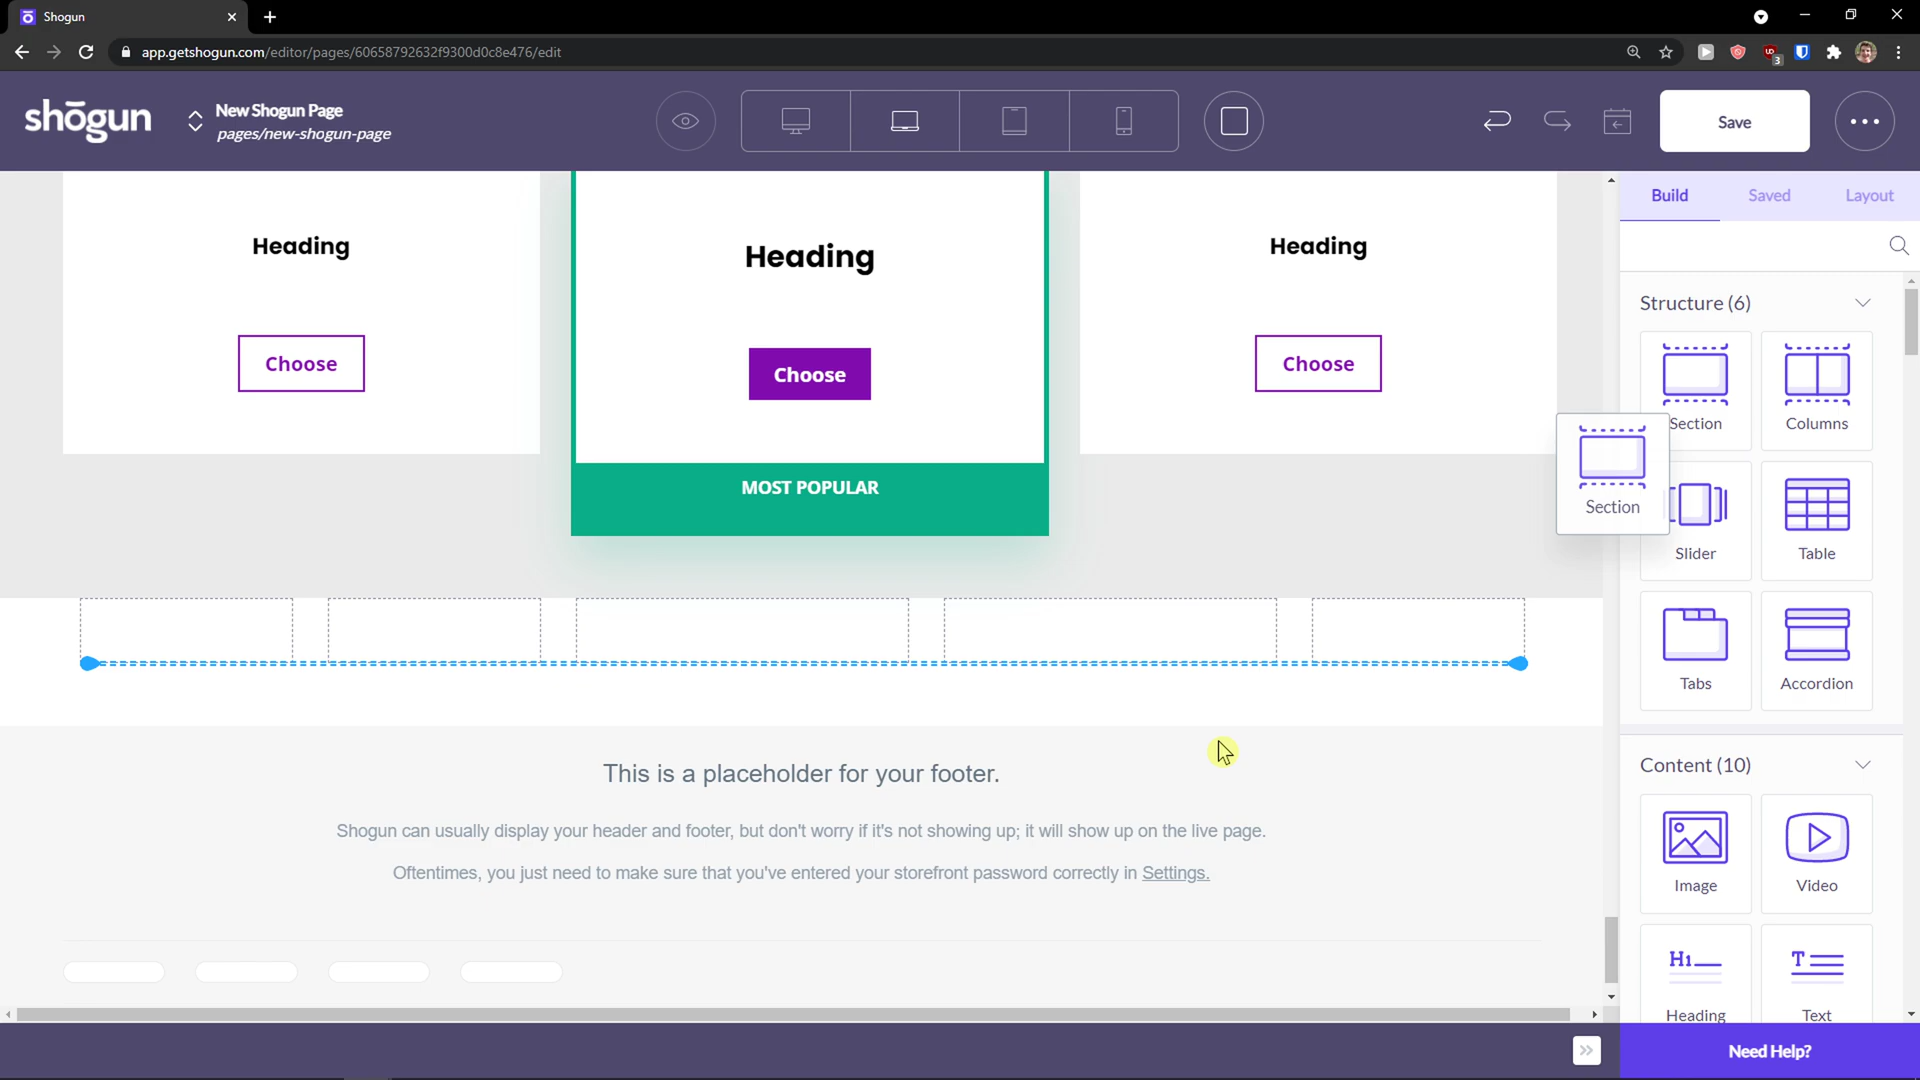 Shogun
app.getshogun.com/editor/pages/60658792632f9300d0c8e476/edit
UD
3
shōgun
New Shogun Page
pages/new-shogun-page
Save
Build
Saved
Layout
Heading
Heading
Heading
Choose
Choose
Choose
MOST POPULAR
Structure (6)
Section
Columns
Section
Slider
Table
Tabs
Accordion
Content (10)
Image
Video
H1
T
Heading
Text
This is a placeholder for your footer.
Shogun can usually display your header and footer, but don't worry if it's not showing up; it will show up on the live page.
Oftentimes, you just need to make sure that you've entered your storefront password correctly in Settings.
Need Help?